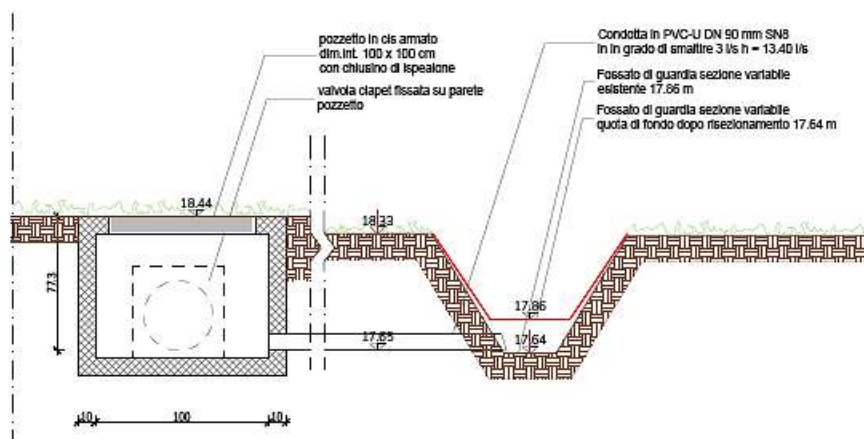 pozzetto in cls armato
dim.int. 100 x 100 cm
con chiusino di ispezione
valvola clapet fissata su parete
pozzetto
Condotta in PVC-U DN 90 mm SN8
in in grado di smaltire 3 l/s h = 13.40 l/s
Fossato di guardia sezione variabile
esistente 17.86 m
Fossato di guardia sezione variabile
quota di fondo dopo risezionamento 17.64 m
18.44
18.33
17.86
77.3
17.65
17.64
10
100
10